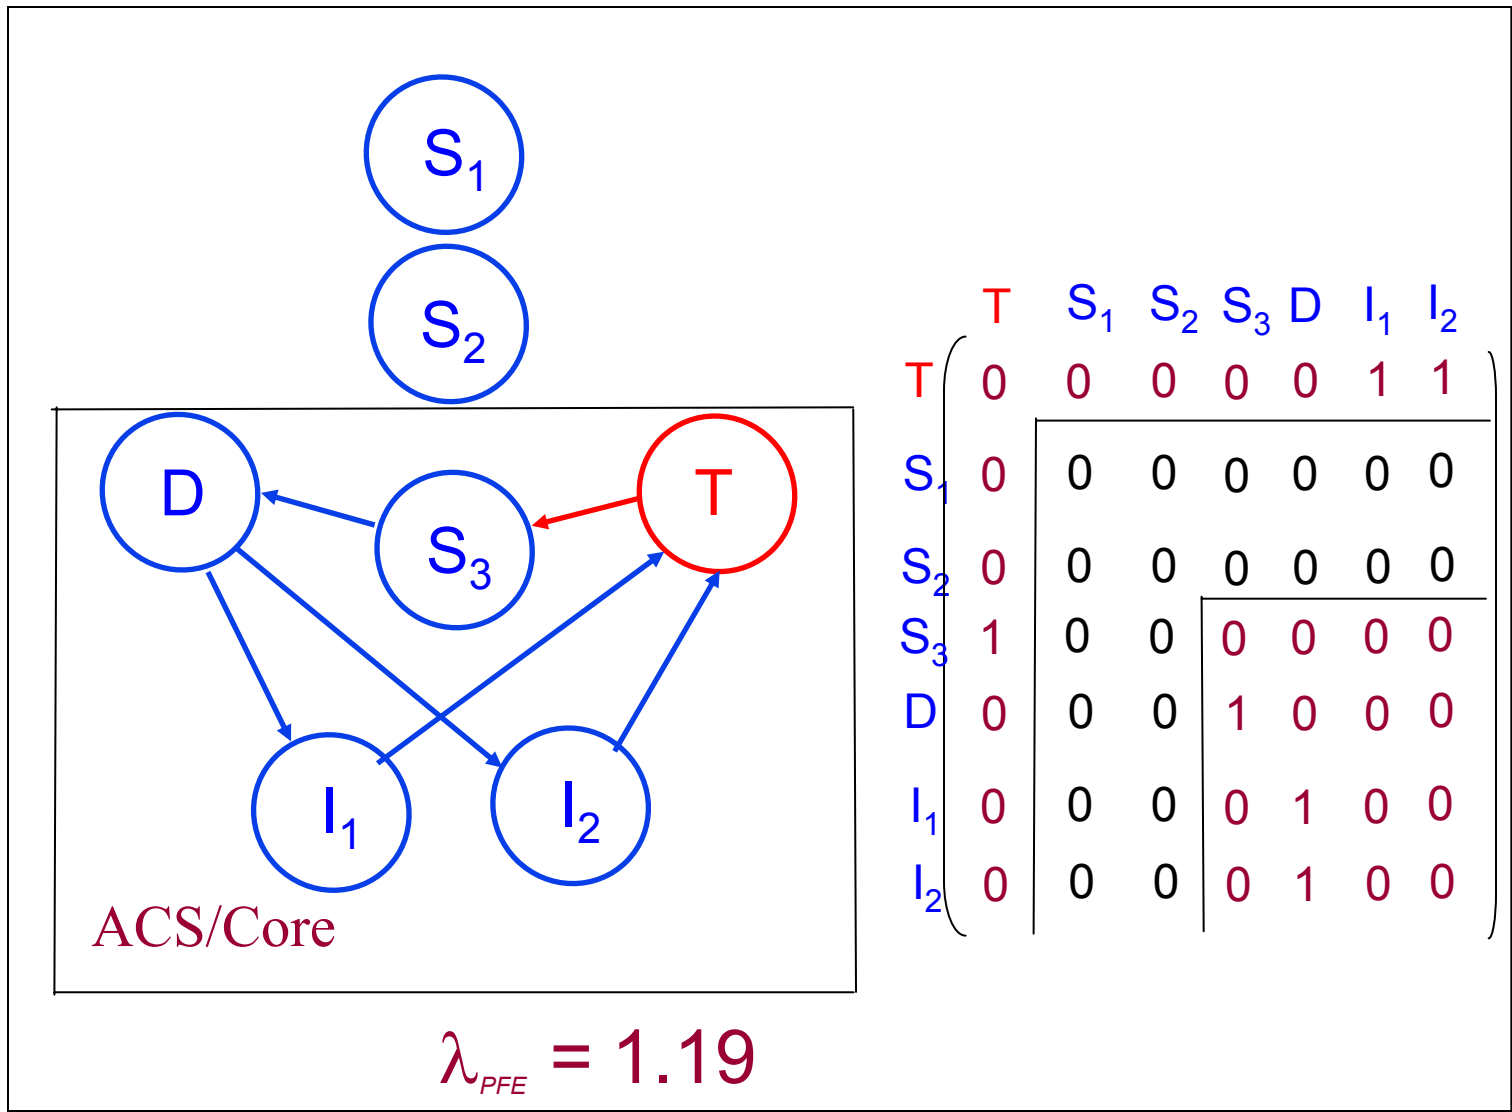 S₁
S₂
D
S₃
T
I₁
I₂
ACS/Core
λ_PFE = 1.19
T S₁ S₂ S₃ D I₁ I₂
T 0 0 0 0 0 1 1
S₁ 0 0 0 0 0 0 0
S₂ 0 0 0 0 0 0 0
S₃ 1 0 0 0 0 0 0
D 0 0 0 1 0 0 0
I₁ 0 0 0 0 1 0 0
I₂ 0 0 0 0 1 0 0